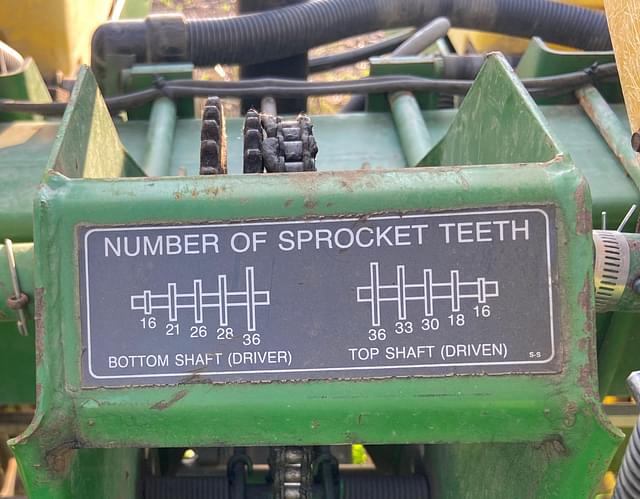 NUMBER OF SPROCKET TEETH
16 21 26 28 36
36 33 30 18 16
BOTTOM SHAFT (DRIVER)
TOP SHAFT (DRIVEN)
S-S